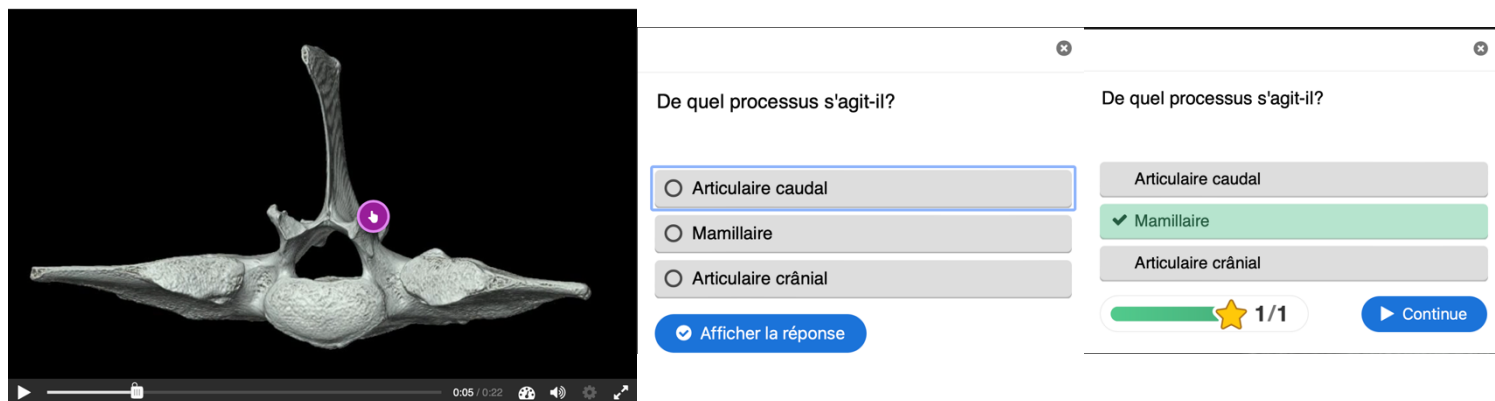 0:05 / 0:22
De quel processus s'agit-il?
Articulaire caudal
Mamillaire
Articulaire crânial
Afficher la réponse
De quel processus s'agit-il?
Articulaire caudal
Mamillaire
Articulaire crânial
1/1
Continue